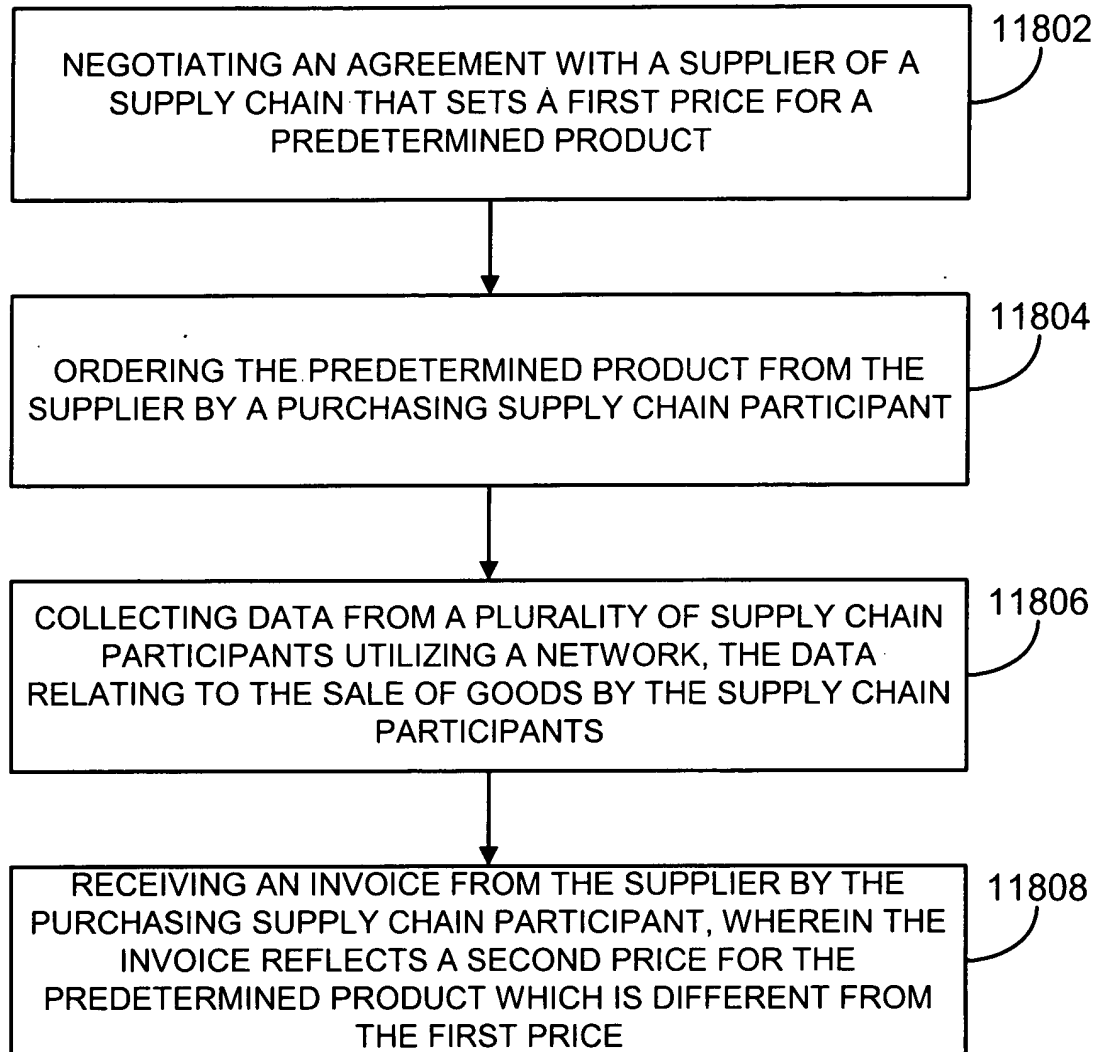 11802
NEGOTIATING AN AGREEMENT WITH A SUPPLIER OF A
SUPPLY CHAIN THAT SETS A FIRST PRICE FOR A
PREDETERMINED PRODUCT
11804
ORDERING THE PREDETERMINED PRODUCT FROM THE
SUPPLIER BY A PURCHASING SUPPLY CHAIN PARTICIPANT
11806
COLLECTING DATA FROM A PLURALITY OF SUPPLY CHAIN
PARTICIPANTS UTILIZING A NETWORK, THE DATA
RELATING TO THE SALE OF GOODS BY THE SUPPLY CHAIN
PARTICIPANTS
11808
RECEIVING AN INVOICE FROM THE SUPPLIER BY THE
PURCHASING SUPPLY CHAIN PARTICIPANT, WHEREIN THE
INVOICE REFLECTS A SECOND PRICE FOR THE
PREDETERMINED PRODUCT WHICH IS DIFFERENT FROM
THE FIRST PRICE